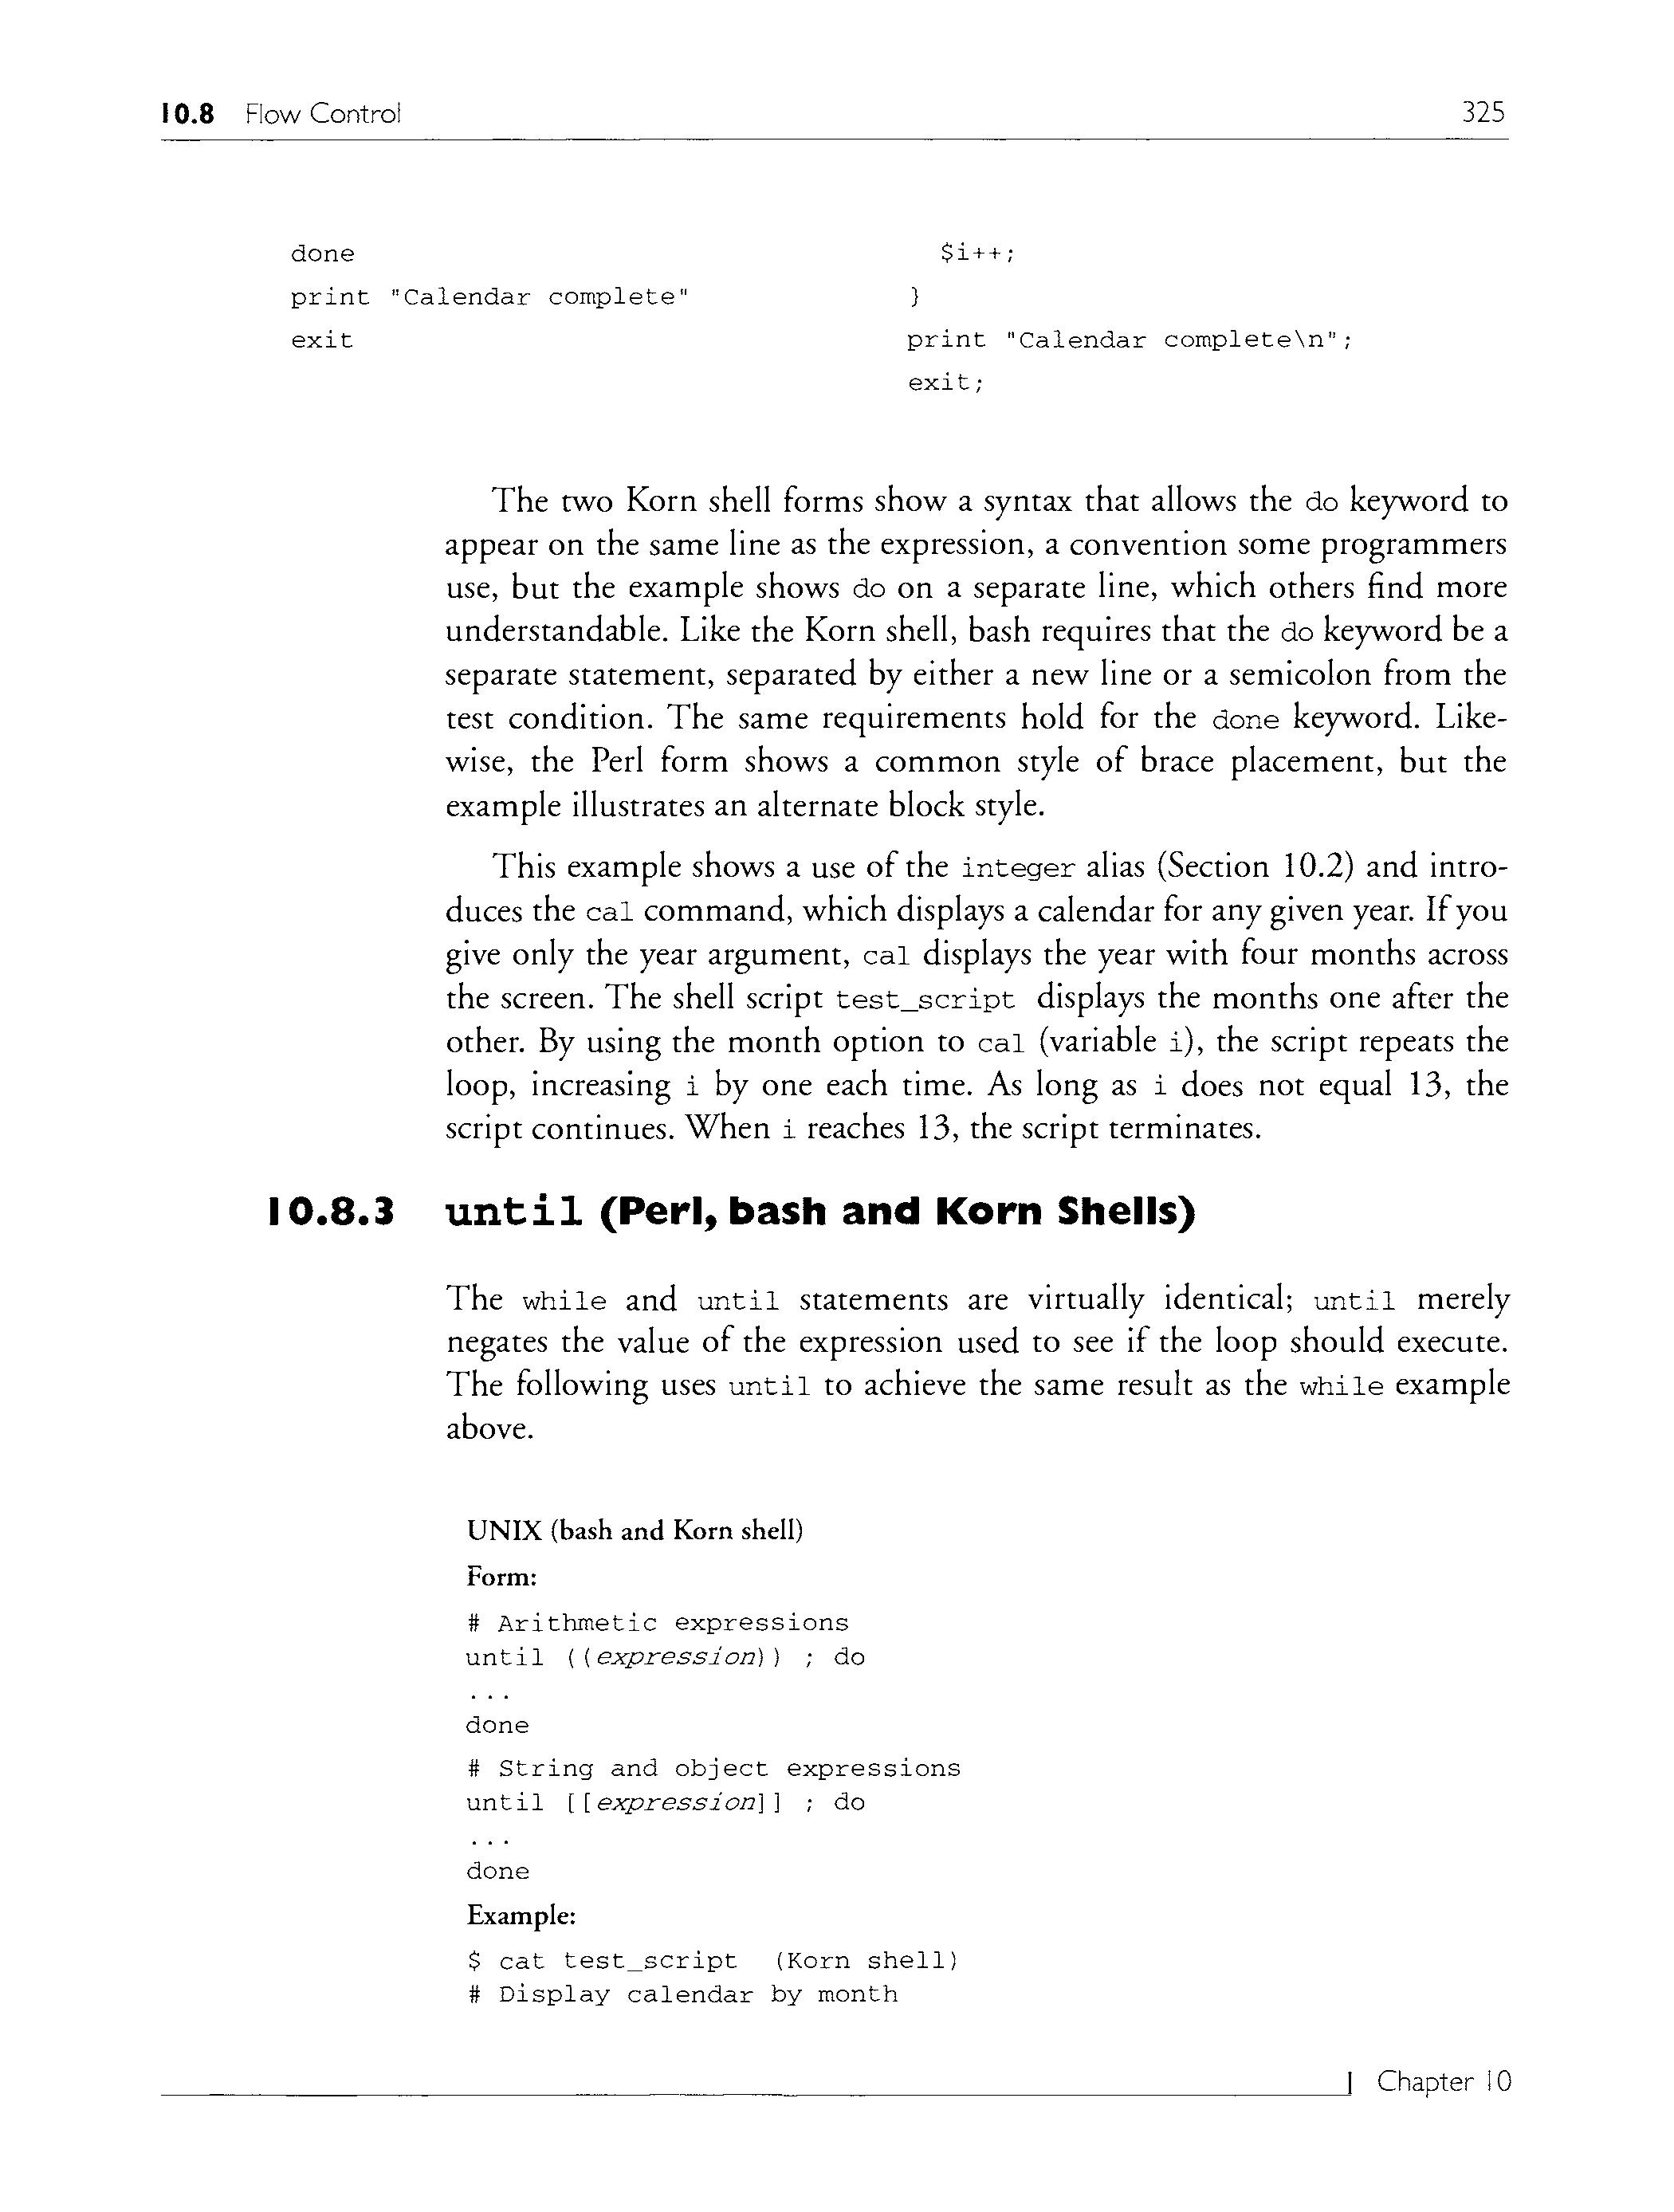 10.8 Flow Control 325
done
print "Calendar complete"
exit
$i++;
}
print "Calendar complete\n";
exit;
The two Korn shell forms show a syntax that allows the do keyword to
appear on the same line as the expression, a convention some programmers
use, but the example shows do on a separate line, which others find more
understandable. Like the Korn shell, bash requires that the do keyword be a
separate statement, separated by either a new line or a semicolon from the
test condition. The same requirements hold for the done keyword. Like-
wise, the Perl form shows a common style of brace placement, but the
example illustrates an alternate block style.
This example shows a use of the integer alias (Section 10.2) and intro-
duces the cal command, which displays a calendar for any given year. If you
give only the year argument, cal displays the year with four months across
the screen. The shell script test_script displays the months one after the
other. By using the month option to cal (variable i), the script repeats the
loop, increasing i by one each time. As long as i does not equal 13, the
script continues. When i reaches 13, the script terminates.
10.8.3 until (Perl, bash and Korn Shells)
The while and until statements are virtually identical; until merely
negates the value of the expression used to see if the loop should execute.
The following uses until to achieve the same result as the while example
above.
UNIX (bash and Korn shell)
Form:
# Arithmetic expressions
until ((expression)) ; do
...
done
# String and object expressions
until [[expression]] ; do
...
done
Example:
$ cat test_script (Korn shell)
# Display calendar by month
Chapter 10